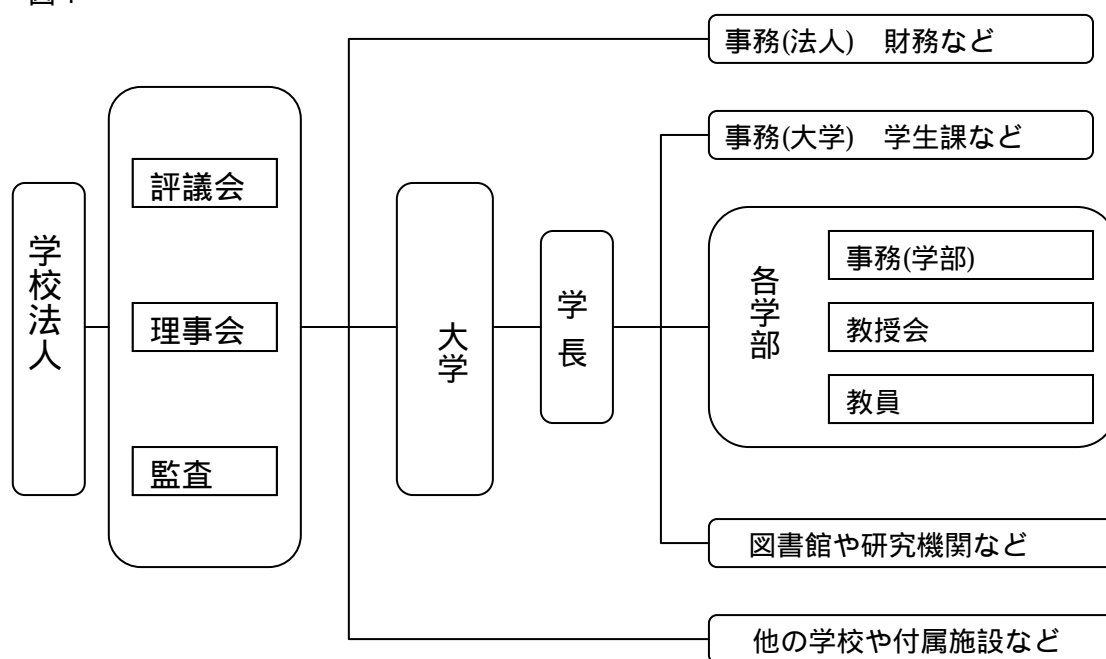 学校法人
評議会
理事会
監査
大学
学長
事務(法人)　財務など
事務(大学)　学生課など
各学部
事務(学部)
教授会
教員
図書館や研究機関など
他の学校や付属施設など